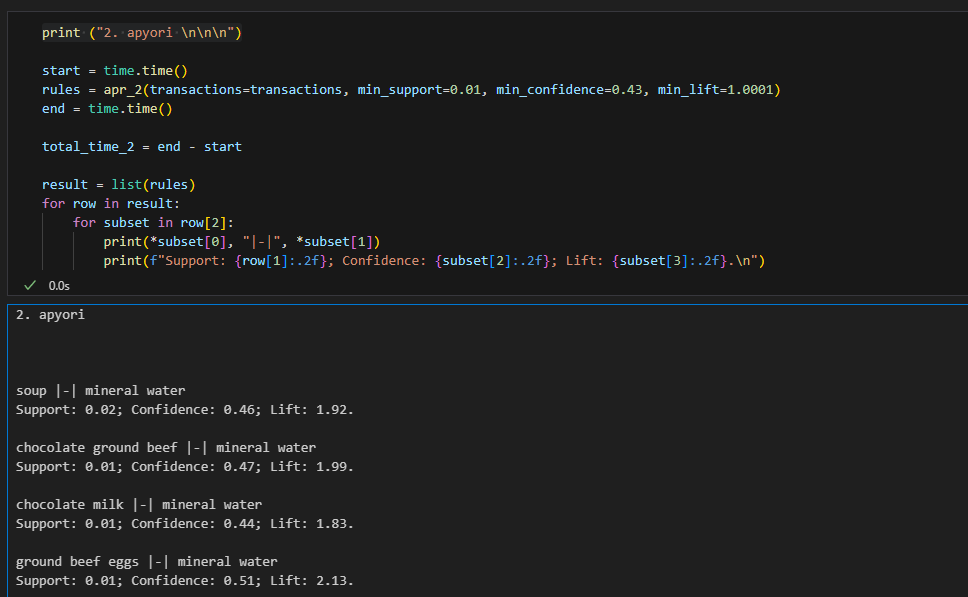 print ("2. apyori \n\n\n")
start = time.time()
rules = apr_2(transactions=transactions, min_support=0.01, min_confidence=0.43, min_lift=1.0001)
end = time.time()
total_time_2 = end - start
result = list(rules)
for row in result:
    for subset in row[2]:
        print(*subset[0], "|-|", *subset[1])
        print(f"Support: {row[1]:.2f}; Confidence: {subset[2]:.2f}; Lift: {subset[3]:.2f}.\n")
0.0s
2. apyori
soup |-| mineral water
Support: 0.02; Confidence: 0.46; Lift: 1.92.
chocolate ground beef |-| mineral water
Support: 0.01; Confidence: 0.47; Lift: 1.99.
chocolate milk |-| mineral water
Support: 0.01; Confidence: 0.44; Lift: 1.83.
ground beef eggs |-| mineral water
Support: 0.01; Confidence: 0.51; Lift: 2.13.